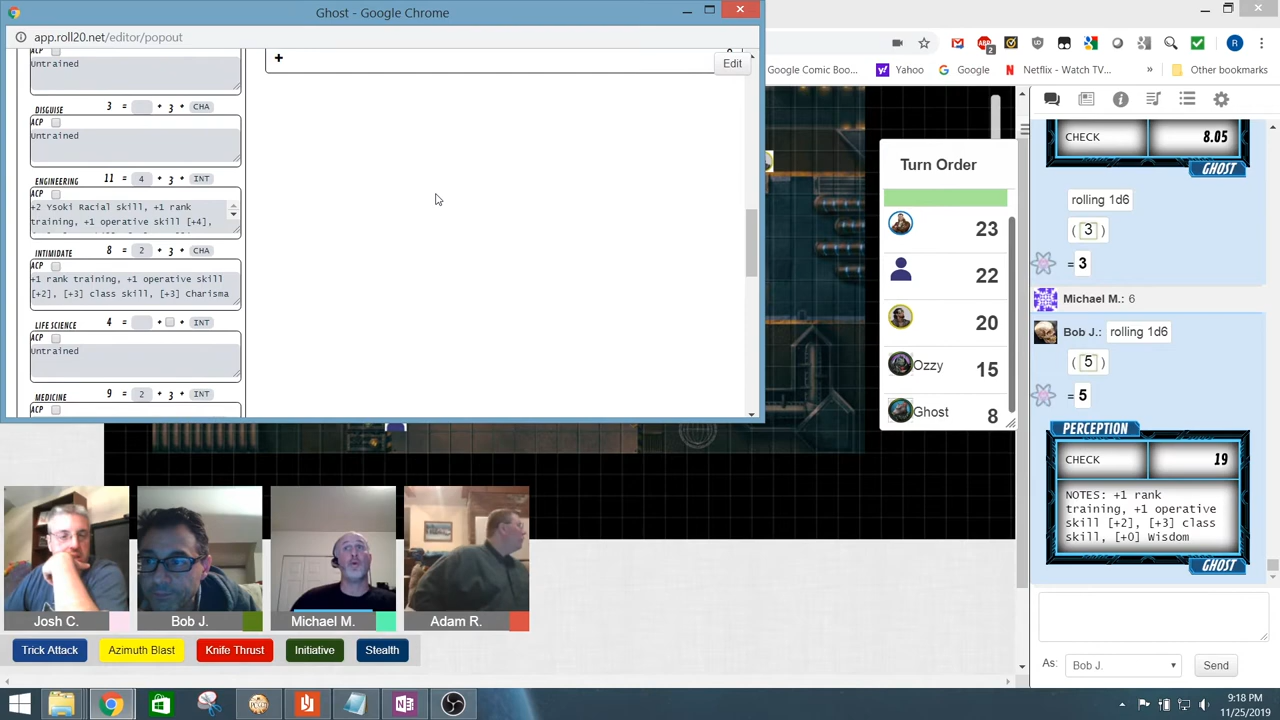 Ghost - Google Chrome
app.roll20.net/editor/popout
ACP
Untrained
DISGUISE 3 = + 3 + CHA
ACP
Untrained
ENGINEERING 11 = 4 + 3 + INT
ACP
+2 Ysoki racial, +1 rank
training, +1 operative skill [+4],
INTIMIDATE 8 = + 3 + CHA
ACP
+1 rank training, +1 operative skill
[+2], [+3] class skill, [+3] Charisma
LIFE SCIENCE 4 = + + INT
ACP
Untrained
MEDICINE 9 = 2 + + INT
ACP
+
Edit
Google Comic Boo...
Yahoo
Google
Netflix - Watch TV...
»
Other bookmarks
Turn Order
23
22
20
Ozzy 15
Ghost 8
CHECK 8.05
GHOST
rolling 1d6
( 3 )
= 3
Michael M.: 6
Bob J.: rolling 1d6
( 5 )
= 5
PERCEPTION
CHECK 19
NOTES: +1 rank
training, +1 operative
skill [+2], [+3] class
skill, [+0] Wisdom
GHOST
As: Bob J. Send
Josh C.
Bob J.
Michael M.
Adam R.
Trick Attack
Azimuth Blast
Knife Thrust
Initiative
Stealth
9:18 PM
11/25/2019